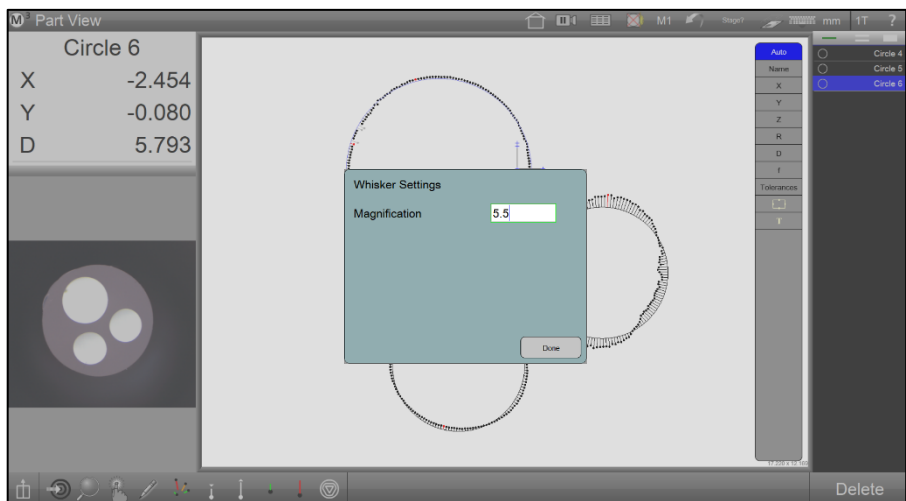 M3 Part View
M1
Stage?
mm
1T
?
Circle 6
X -2.454
Y -0.080
D 5.793
Whisker Settings
Magnification 5.5
Done
Auto
Name
X
Y
Z
R
D
f
Tolerances
T
Circle 4
Circle 5
Circle 6
Delete